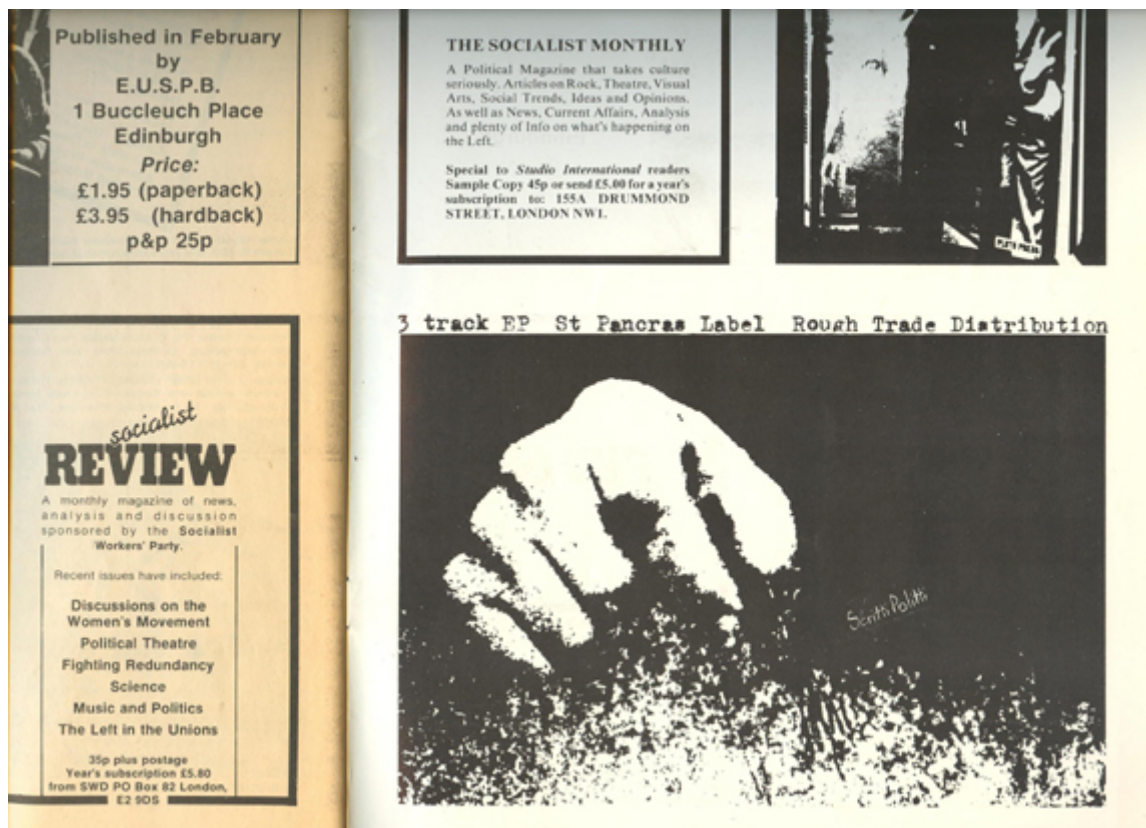 Published in February
by
E.U.S.P.B.
1 Buccleuch Place
Edinburgh
Price:
£1.95 (paperback)
£3.95 (hardback)
p&p 25p
socialist
REVIEW
A monthly magazine of news,
analysis and discussion
sponsored by the Socialist
Workers' Party.
Recent issues have included:
Discussions on the
Women's Movement
Political Theatre
Fighting Redundancy
Science
Music and Politics
The Left in the Unions
35p plus postage
Year's subscription £5.80
from SWD PO Box 82 London,
E2 9DS
THE SOCIALIST MONTHLY
A Political Magazine that takes culture
seriously. Articles on Rock, Theatre, Visual
Arts, Social Trends, Ideas and Opinions.
As well as News, Current Affairs, Analysis
and plenty of Info on what's happening on
the Left.
Special to Studio International readers
Sample Copy 45p or send £5.00 for a year's
subscription to: 155A DRUMMOND
STREET, LONDON NW1.
3 track EP St Pancras Label Rough Trade Distribution
Scritti Politti